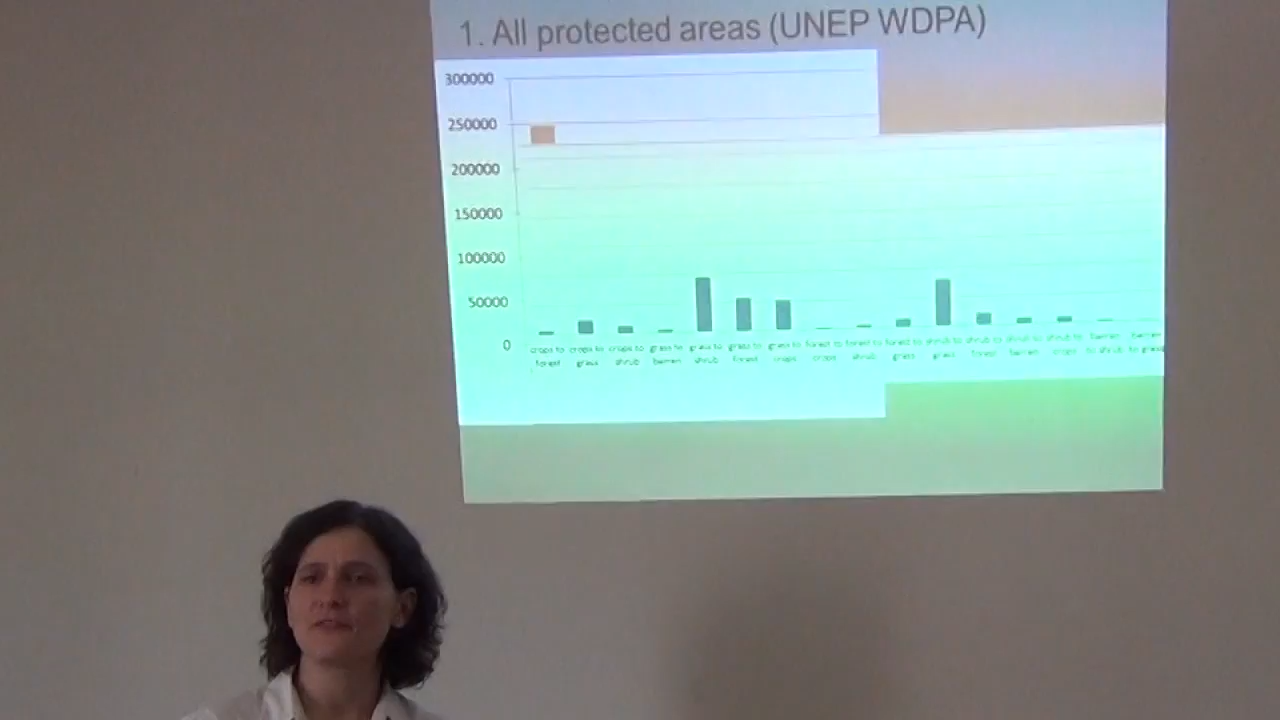 1. All protected areas (UNEP WDPA)
300000
250000
200000
150000
100000
50000
0
crops to crops to crops to grass to grass to grass to grass to forest to forest to forest to shrub to shrub to shrub to shrub to barren barren
forest grass shrub barren shrub forest crops crops shrub grass grass forest barren crops to shrub to grass